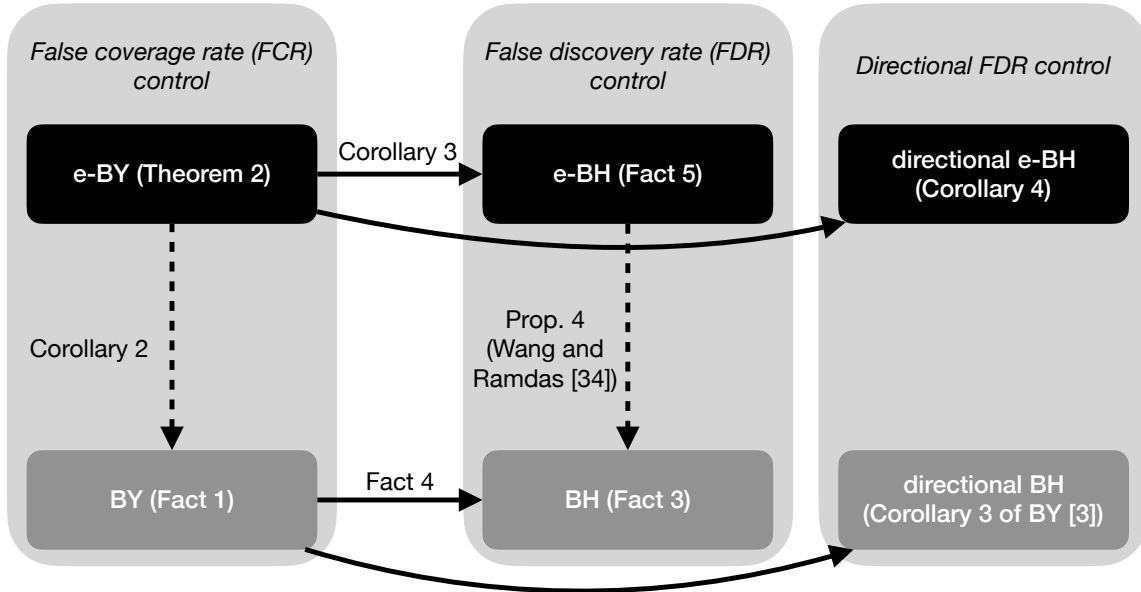 False coverage rate (FCR)
control
False discovery rate (FDR)
control
Directional FDR control
e-BY (Theorem 2)
Corollary 3
e-BH (Fact 5)
directional e-BH
(Corollary 4)
Corollary 2
Prop. 4
(Wang and
Ramdas [34])
BY (Fact 1)
Fact 4
BH (Fact 3)
directional BH
(Corollary 3 of BY [3])